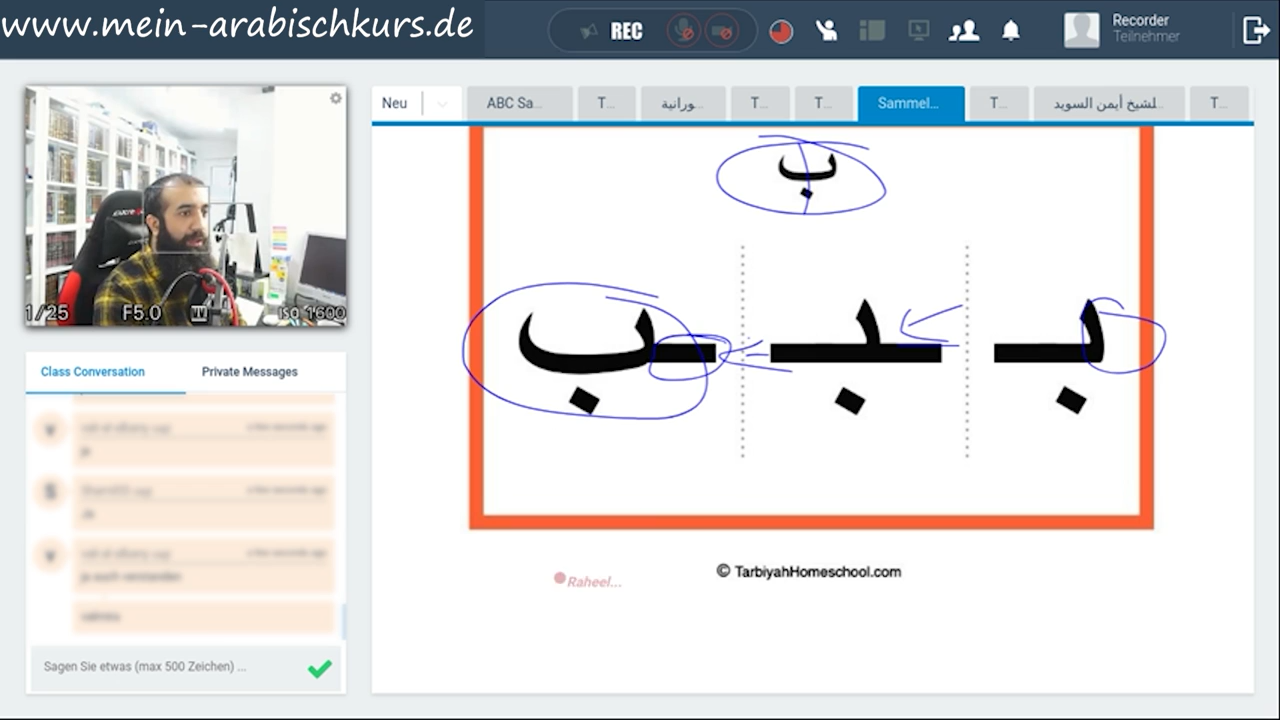 www.mein-arabischkurs.de
REC
Recorder
Teilnehmer
Neu
ABC Sa...
T...
ورانية...
T...
T...
Sammel...
T...
لشيخ أيمن السويد...
T...
ب
بـ ـبـ ـب
1/25 F5.0 ISO 1600
Class Conversation Private Messages
© TarbiyahHomeschool.com
Raheel...
Sagen Sie etwas (max 500 Zeichen) ...